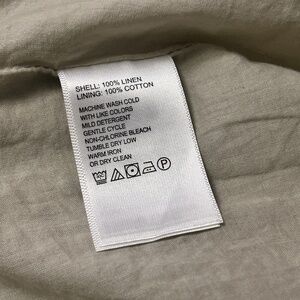 SHELL: 100% LINEN
LINING: 100% COTTON
MACHINE WASH COLD
WITH LIKE COLORS
MILD DETERGENT
GENTLE CYCLE
NON-CHLORINE BLEACH
TUMBLE DRY LOW
WARM IRON
OR DRY CLEAN